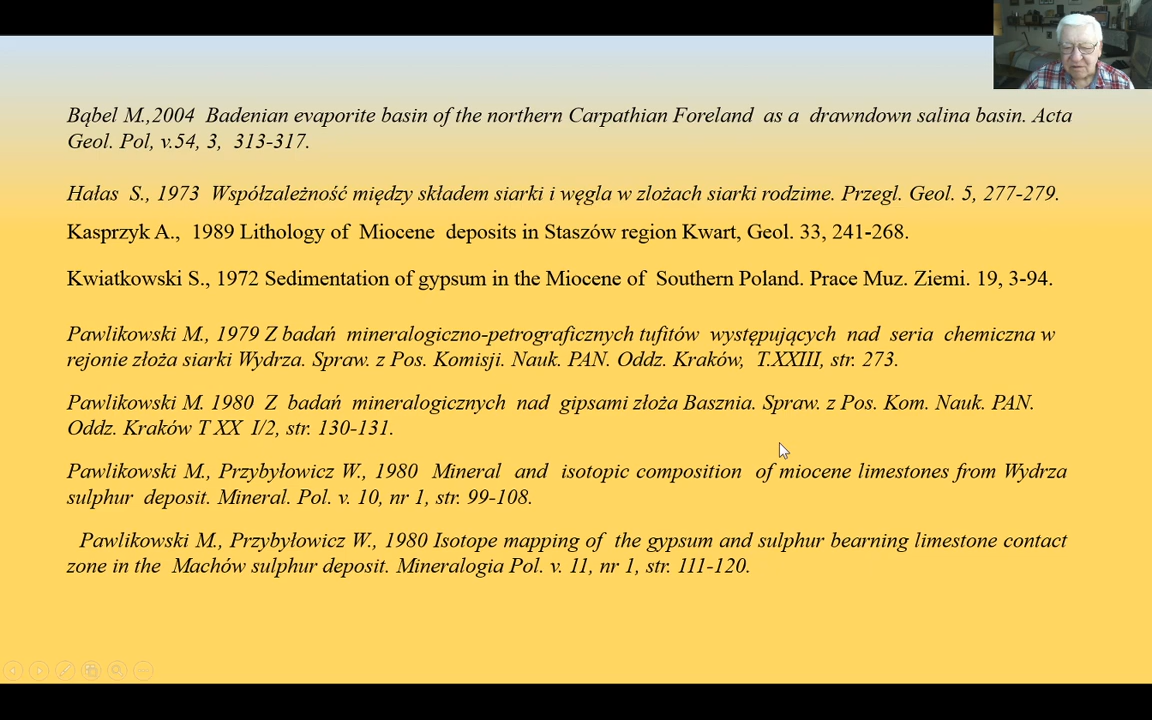 Bąbel M.,2004 Badenian evaporite basin of the northern Carpathian Foreland as a drawndown salina basin. Acta
Geol. Pol, v.54, 3, 313-317.
Hałas S., 1973 Współzależność między składem siarki i węgla w zlożach siarki rodzime. Przegl. Geol. 5, 277-279.
Kasprzyk A., 1989 Lithology of Miocene deposits in Staszów region Kwart, Geol. 33, 241-268.
Kwiatkowski S., 1972 Sedimentation of gypsum in the Miocene of Southern Poland. Prace Muz. Ziemi. 19, 3-94.
Pawlikowski M., 1979 Z badań mineralogiczno-petrograficznych tufitów występujących nad seria chemiczna w
rejonie złoża siarki Wydrza. Spraw. z Pos. Komisji. Nauk. PAN. Oddz. Kraków, T.XXIII, str. 273.
Pawlikowski M. 1980 Z badań mineralogicznych nad gipsami złoża Basznia. Spraw. z Pos. Kom. Nauk. PAN.
Oddz. Kraków T XX I/2, str. 130-131.
Pawlikowski M., Przybyłowicz W., 1980 Mineral and isotopic composition of miocene limestones from Wydrza
sulphur deposit. Mineral. Pol. v. 10, nr 1, str. 99-108.
Pawlikowski M., Przybyłowicz W., 1980 Isotope mapping of the gypsum and sulphur bearning limestone contact
zone in the Machów sulphur deposit. Mineralogia Pol. v. 11, nr 1, str. 111-120.